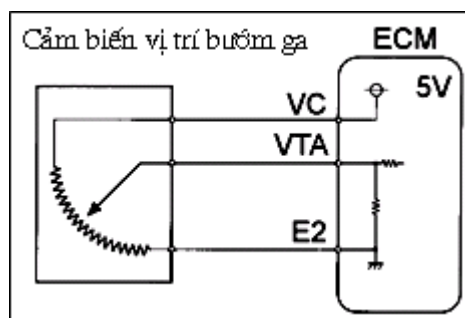 Cảm biến vị trí bướm ga
ECM
5V
VC
VTA
E2